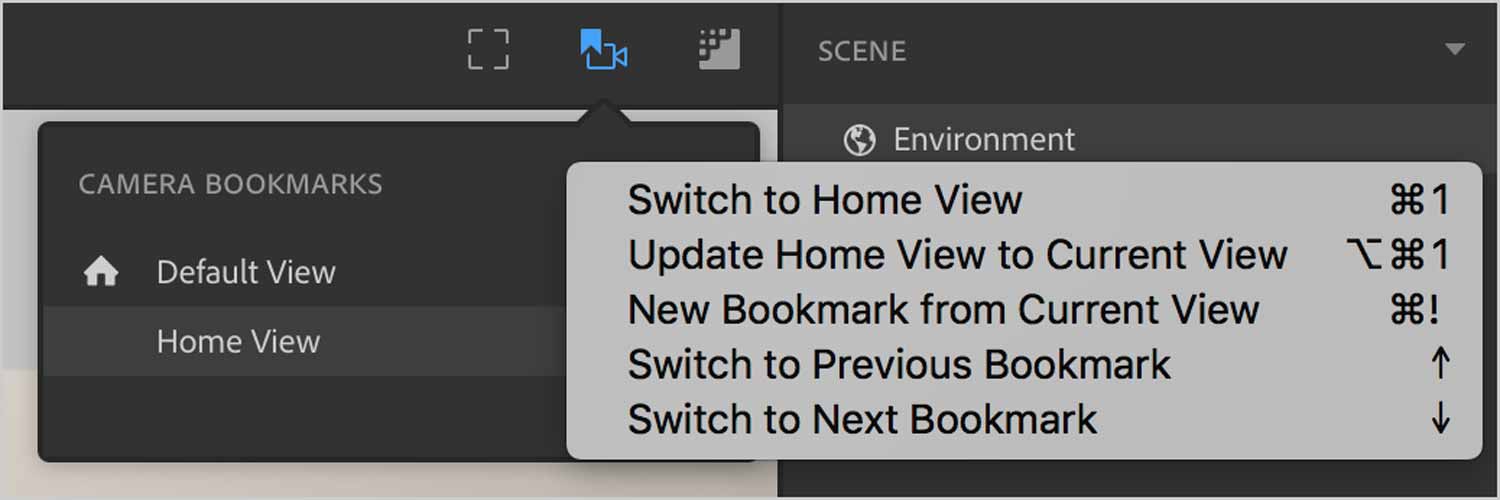 SCENE
Environment
CAMERA BOOKMARKS
Default View
Home View
Switch to Home View ⌘1
Update Home View to Current View ⌥⌘1
New Bookmark from Current View ⌘!
Switch to Previous Bookmark ↑
Switch to Next Bookmark ↓